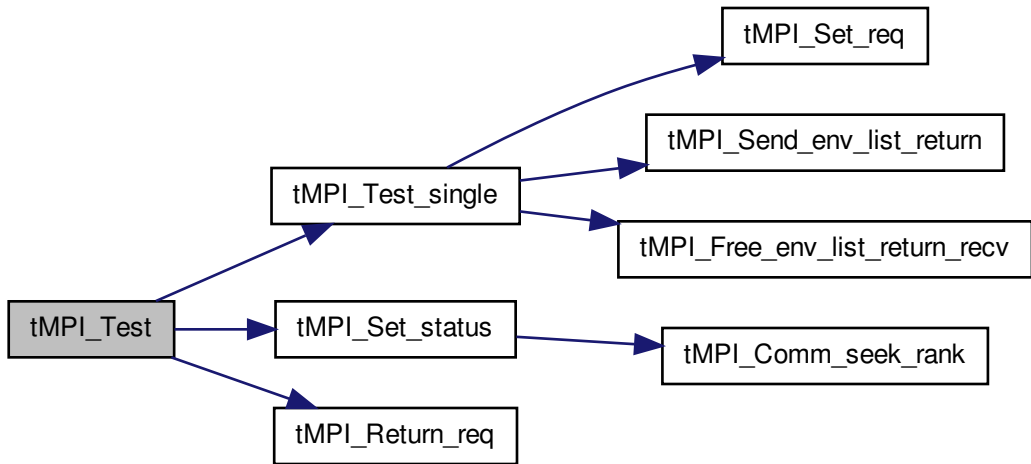 tMPI_Set_req
tMPI_Send_env_list_return
tMPI_Test_single
tMPI_Free_env_list_return_recv
tMPI_Test
tMPI_Set_status
tMPI_Comm_seek_rank
tMPI_Return_req